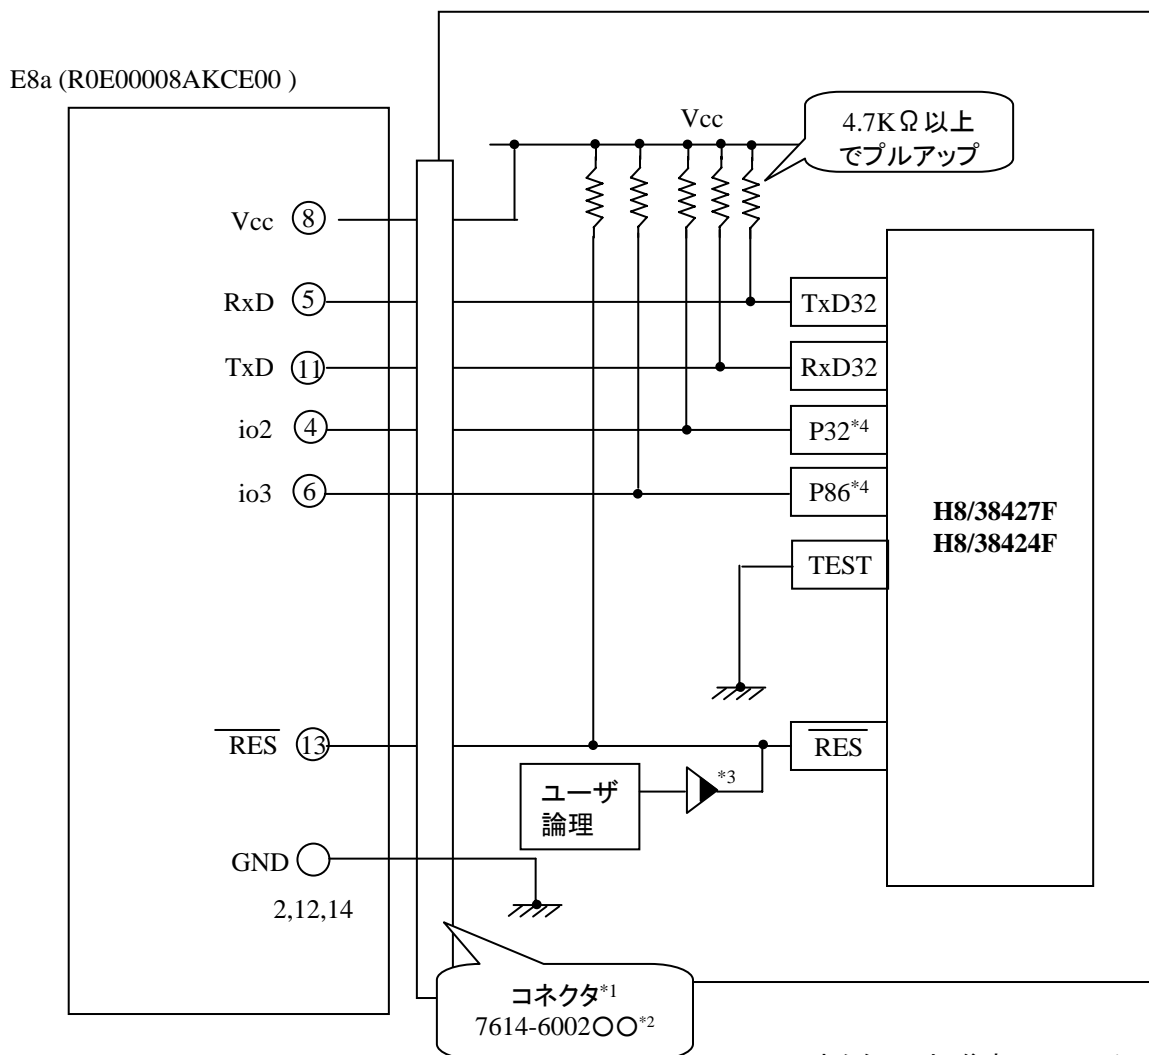 E8a (R0E00008AKCE00 )
Vcc
4.7KΩ以上
でプルアップ
Vcc 8
RxD 5
TxD 11
io2 4
io3 6
TxD32
RxD32
P32*4
P86*4
TEST
H8/38427F
H8/38424F
RES 13
RES
ユーザ
論理
*3
GND
2,12,14
コネクタ*1
7614-6002○○*2